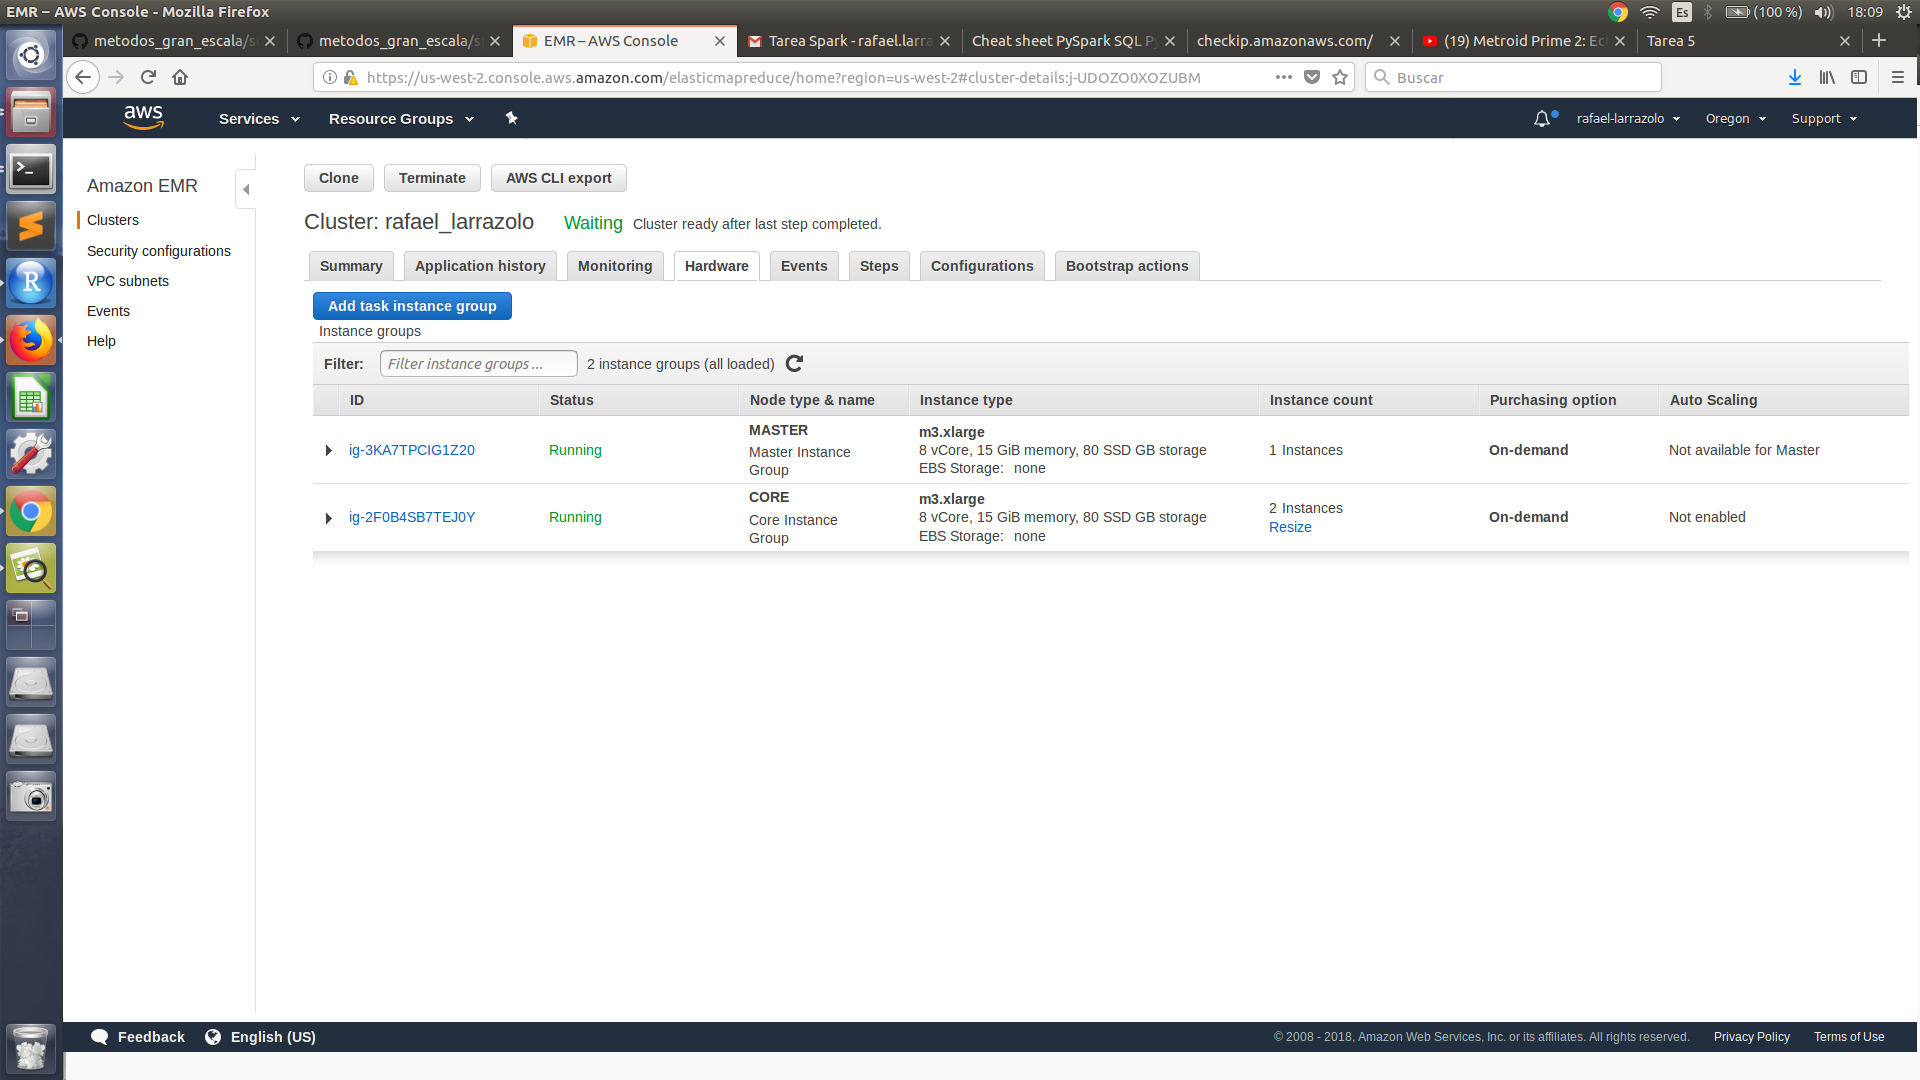 EMR – AWS Console - Mozilla Firefox
Es (100 %) 18:09
metodos_gran_escala/s
metodos_gran_escala/s
EMR – AWS Console
Tarea Spark - rafael.larra
Cheat sheet PySpark SQL Py
checkip.amazonaws.com/
(19) Metroid Prime 2: Ec
Tarea 5
https://us-west-2.console.aws.amazon.com/elasticmapreduce/home?region=us-west-2#cluster-details:j-UDOZO0XOZUBM
Buscar
aws Services Resource Groups rafael-larrazolo Oregon Support
Amazon EMR
Clusters
Security configurations
VPC subnets
Events
Help
Clone Terminate AWS CLI export
Cluster: rafael_larrazolo Waiting Cluster ready after last step completed.
Summary Application history Monitoring Hardware Events Steps Configurations Bootstrap actions
Add task instance group
Instance groups
Filter: Filter instance groups ... 2 instance groups (all loaded)
ID Status Node type & name Instance type Instance count Purchasing option Auto Scaling
ig-3KA7TPCIG1Z20 Running MASTER
Master Instance Group
m3.xlarge
8 vCore, 15 GiB memory, 80 SSD GB storage
EBS Storage: none
1 Instances
On-demand
Not available for Master
ig-2F0B4SB7TEJ0Y Running CORE
Core Instance Group
m3.xlarge
8 vCore, 15 GiB memory, 80 SSD GB storage
EBS Storage: none
2 Instances
Resize
On-demand
Not enabled
Feedback English (US)
© 2008 - 2018, Amazon Web Services, Inc. or its affiliates. All rights reserved. Privacy Policy Terms of Use